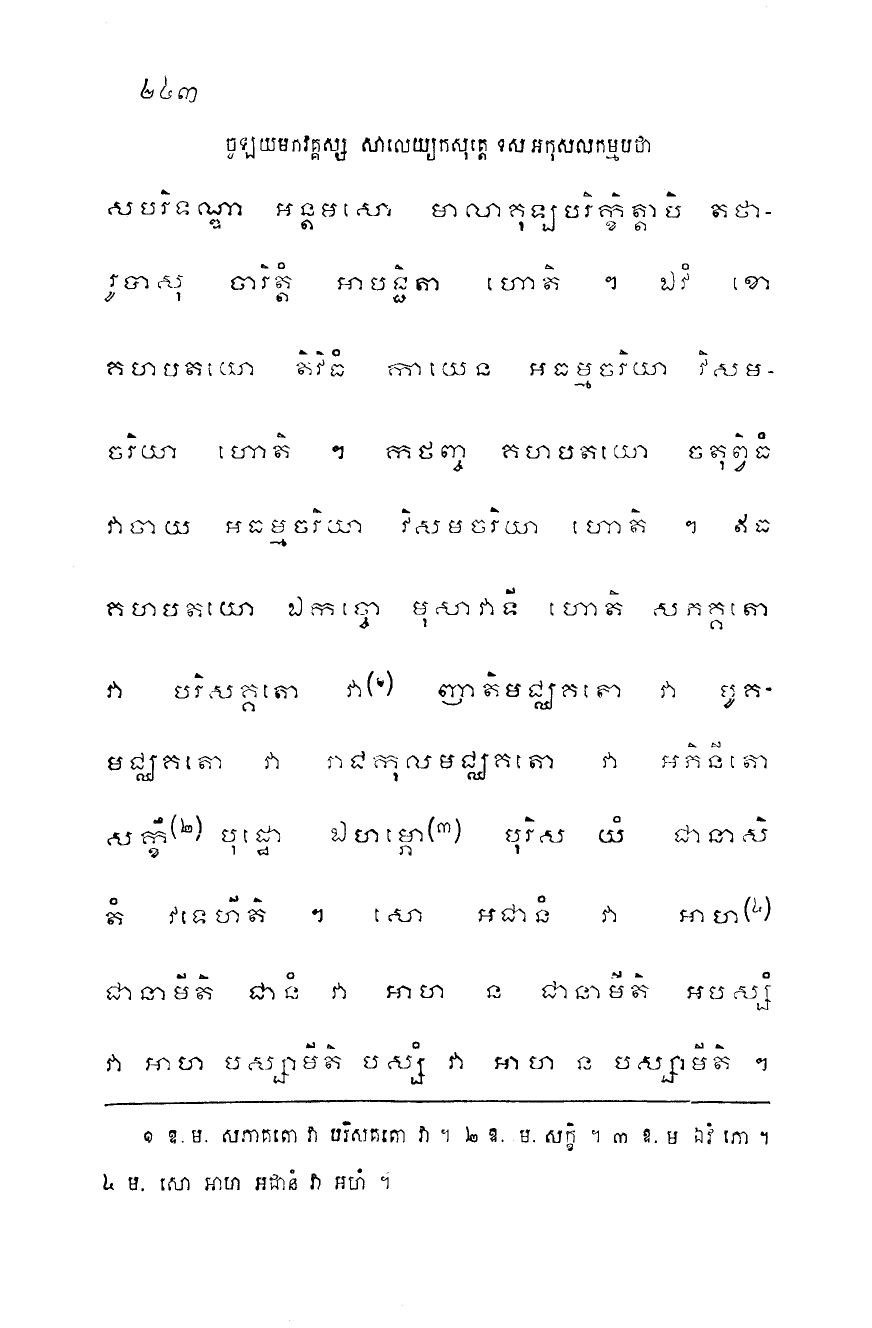 ២៤៣
ចូឡយមកវគ្គស្ស សាលេយ្យកសុត្តេ ទស អកុសលកម្មបថា
សបរិទណ្ឌា អន្តមសោ មាលាគុឡបរិក្ខិត្តាបិ តថា-
រូបាសុ ចារិត្តំ អាបជ្ជិតា ហោតិ ។ ឯវំ ខោ
គហបតយោ តិវិធំ កាយេន អធម្មចរិយា វិសម-
ចរិយា ហោតិ ។ កថញ្ច គហបតយោ ចតុព្វិធំ
វាចាយ អធម្មចរិយា វិសមចរិយា ហោតិ ។ ឥធ
គហបតយោ ឯកច្ចោ មុសាវាទី ហោតិ សភគ្គតោ
វា បរិសគ្គតោ វា(១) ញាតិមជ្ឈគតោ វា បូគ-
មជ្ឈគតោ វា រាជកុលមជ្ឈគតោ វា អភិនីតោ
សក្ខី(២) បុដ្ឋោ ឯហម្ភោ(៣) បុរិស យំ ជានាសិ
តំ វទេហីតិ ។ សោ អជានំ វា អាហ(៤)
ជានាមីតិ ជានំ វា អាហ ន ជានាមីតិ អបស្សំ
វា អាហ បស្សាមីតិ បស្សំ វា អាហ ន បស្សាមីតិ ។
១ ឱ. ម. សភាគតោ វា បរិសគតោ វា ។ ២ ឱ. ម. សក្ខិ ។ ៣ ឱ. ម ឯវំ ភោ ។
៤ ម. សោ អាហ អជានំ វា អហំ ។